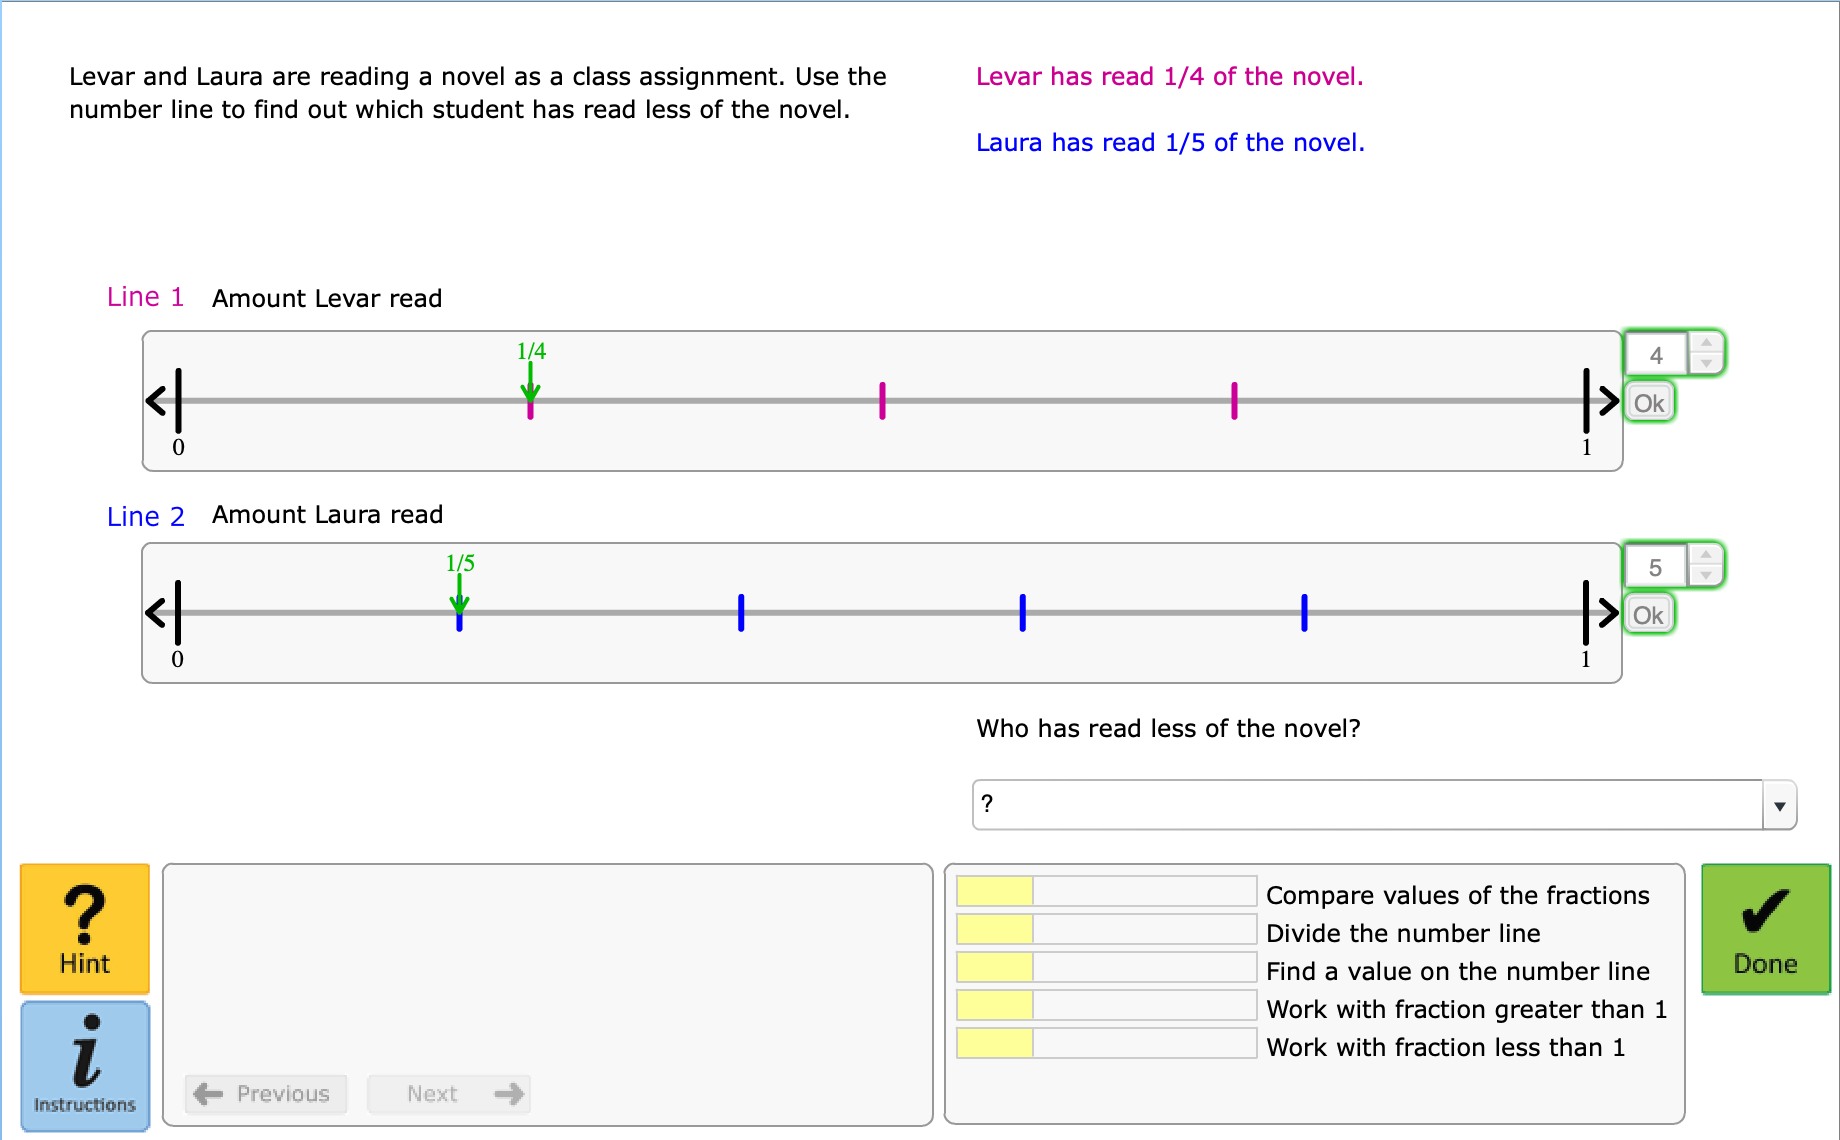 Levar and Laura are reading a novel as a class assignment. Use the
number line to find out which student has read less of the novel.
Levar has read 1/4 of the novel.
Laura has read 1/5 of the novel.
Line 1 Amount Levar read
1/4
0
1
4
Ok
Line 2 Amount Laura read
1/5
0
1
5
Ok
Who has read less of the novel?
?
? Hint
i Instructions
Previous
Next
Compare values of the fractions
Divide the number line
Find a value on the number line
Work with fraction greater than 1
Work with fraction less than 1
Done